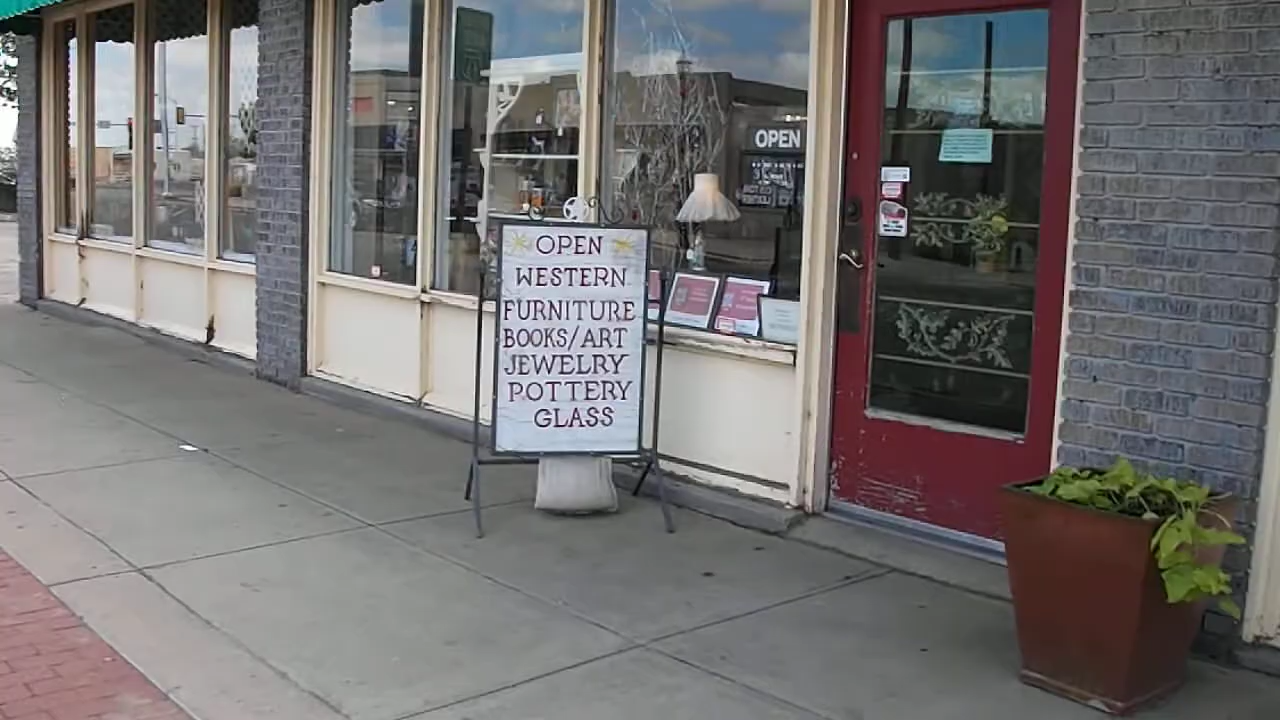 OPEN
OPEN
WESTERN
FURNITURE
BOOKS/ART
JEWELRY
POTTERY
GLASS